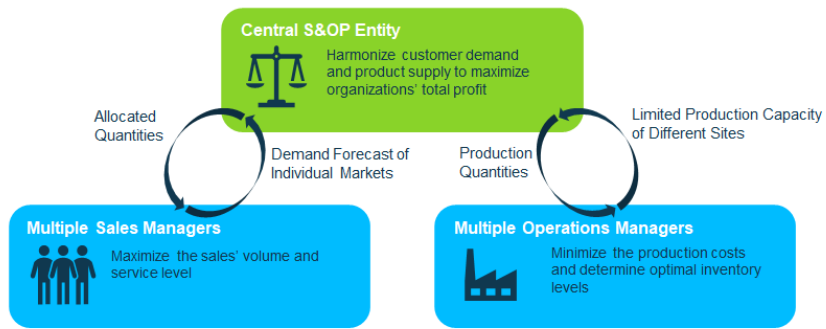 Central S&OP Entity
Harmonize customer demand
and product supply to maximize
organizations' total profit
Allocated
Quantities
Demand Forecast of
Individual Markets
Production
Quantities
Limited Production Capacity
of Different Sites
Multiple Sales Managers
Maximize the sales' volume and
service level
Multiple Operations Managers
Minimize the production costs
and determine optimal inventory
levels